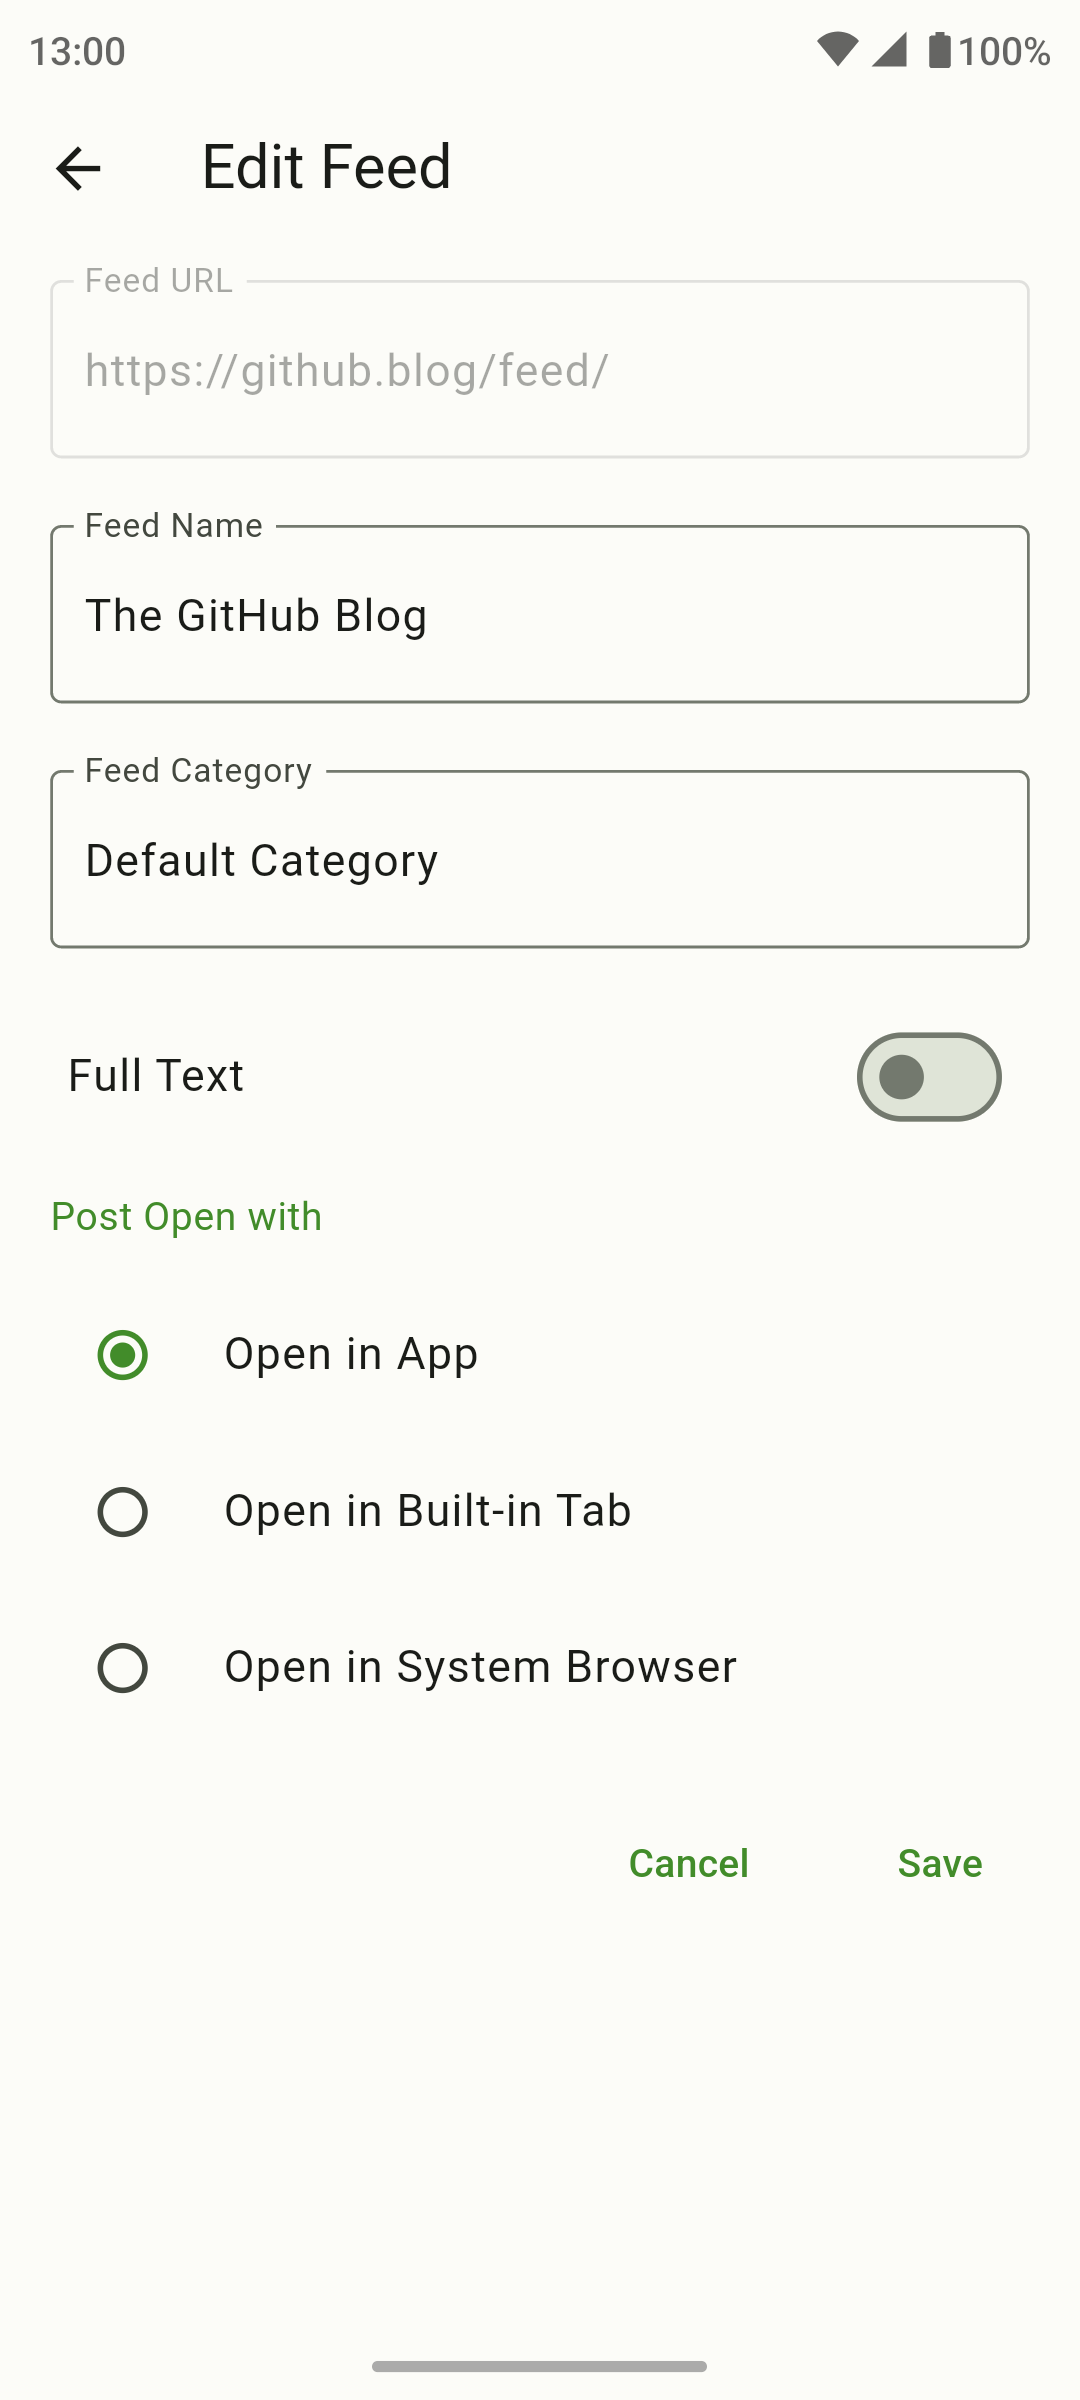 13:00 100%
Edit Feed
Feed URL
https://github.blog/feed/
Feed Name
The GitHub Blog
Feed Category
Default Category
Full Text
Post Open with
Open in App
Open in Built-in Tab
Open in System Browser
Cancel Save